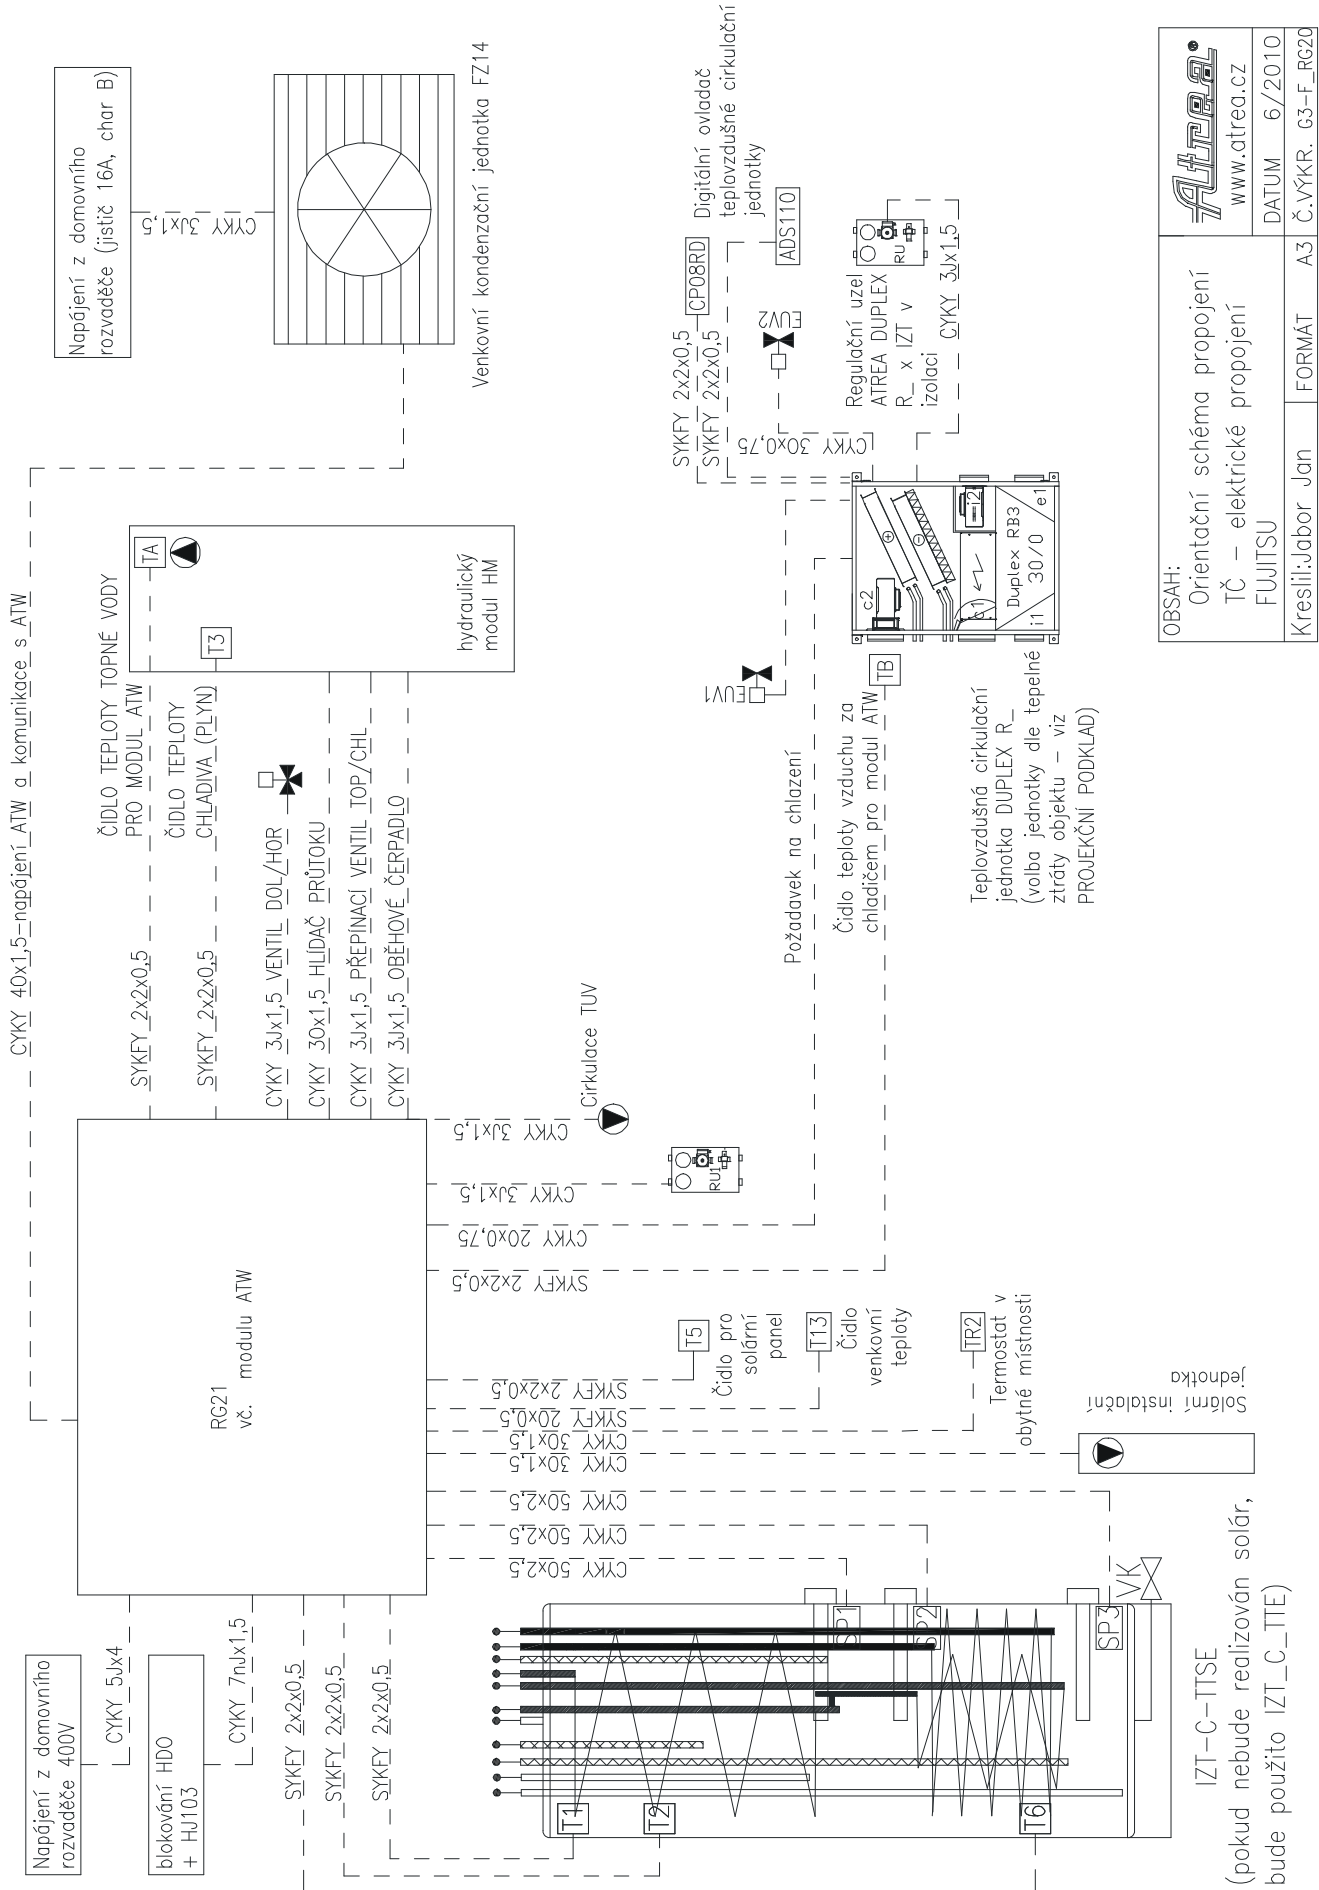 Napájení z domovního
rozvaděče 400V
CYKY 5Jx4
blokování HDO
+ HJ103
CYKY 7nJx1,5
SYKFY 2x2x0,5
SYKFY 2x2x0,5
SYKFY 2x2x0,5
RG21
vč. modulu ATW
CYKY 4Ox1,5-napájení ATW a komunikace s ATW
SYKFY 2x2x0,5
ČIDLO TEPLOTY TOPNÉ VODY
PRO MODUL ATW
SYKFY 2x2x0,5
ČIDLO TEPLOTY
CHLADIVA (PLYN)
CYKY 3Jx1,5 VENTIL DOL/HOR
CYKY 3Ox1,5 HLÍDAČ PRŮTOKU
CYKY 3Jx1,5 PŘEPÍNACÍ VENTIL TOP/CHL
CYKY 3Jx1,5 OBĚHOVÉ ČERPADLO
TA
T3
hydraulický
modul HM
Napájení z domovního
rozvaděče (jistič 16A, char B)
CYKY 3Jx1,5
Venkovní kondenzační jednotka FZ14
CYKY 3Jx1,5
Cirkulace TUV
CYKY 3Jx1,5
RU1
CYKY 2Ox0,75
Požadavek na chlazení
SYKFY 2x2x0,5
Čidlo teploty vzduchu za
chladičem pro modul ATW
TB
EUV1
SYKFY 2x2x0,5
CP08RD
SYKFY 2x2x0,5
Digitální ovladač
teplovzdušné cirkulační
jednotky
ADS110
CYKY 3Ox0,75
EUV2
Regulační uzel
ATREA DUPLEX
R_ x IZT v
izolaci
CYKY 3Jx1,5
RU
c2
c1
i2
i1
e1
Duplex RB3
30/0
Teplovzdušná cirkulační
jednotka DUPLEX R_
(volba jednotky dle tepelné
ztráty objektu - viz
PROJEKČNÍ PODKLAD)
SYKFY 2x2x0,5
T5
Čidlo pro
solární
panel
SYKFY 2Ox0,5
T13
Čidlo
venkovní
teploty
CYKY 3Ox1,5
TR2
Termostat v
obytné místnosti
CYKY 3Ox1,5
Solární instalační
jednotka
CYKY 5Ox2,5
CYKY 5Ox2,5
CYKY 5Ox2,5
SP1
SP2
SP3
VK
T1
T2
T6
IZT-C-TTSE
(pokud nebude realizován solár,
bude použito IZT_C_TTE)
OBSAH:
Orientační schéma propojení
TČ - elektrické propojení
FUJITSU
Atrea
www.atrea.cz
DATUM 6/2010
Kreslil:Jabor Jan
FORMÁT A3
Č.VÝKR. G3-F_RG20